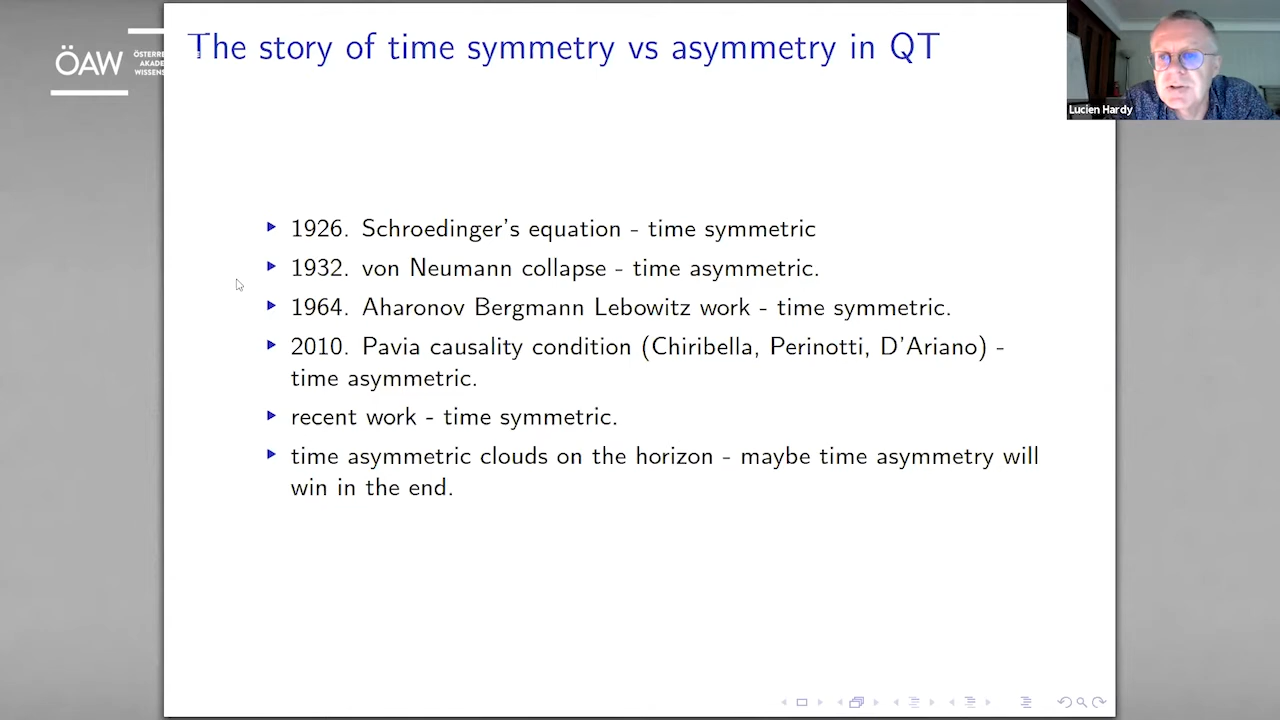 The story of time symmetry vs asymmetry in QT
ÖAW
ÖSTERRE
AKADE
WISSENS
Lucien Hardy
1926. Schroedinger's equation - time symmetric
1932. von Neumann collapse - time asymmetric.
1964. Aharonov Bergmann Lebowitz work - time symmetric.
2010. Pavia causality condition (Chiribella, Perinotti, D'Ariano) -
time asymmetric.
recent work - time symmetric.
time asymmetric clouds on the horizon - maybe time asymmetry will
win in the end.